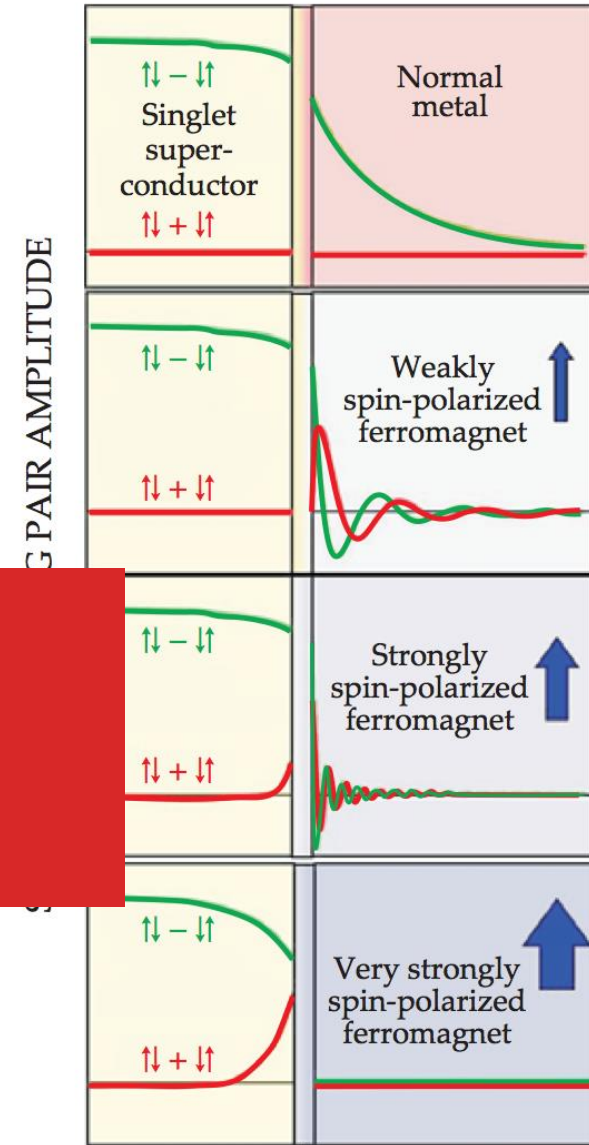 PAIR AMPLITUDE
↑↓ – ↓↑
Singlet
super-
conductor
↑↓ + ↓↑
Normal
metal
↑↓ – ↓↑
↑↓ + ↓↑
Weakly
spin-polarized
ferromagnet
↑↓ – ↓↑
↑↓ + ↓↑
Strongly
spin-polarized
ferromagnet
↑↓ – ↓↑
↑↓ + ↓↑
Very strongly
spin-polarized
ferromagnet